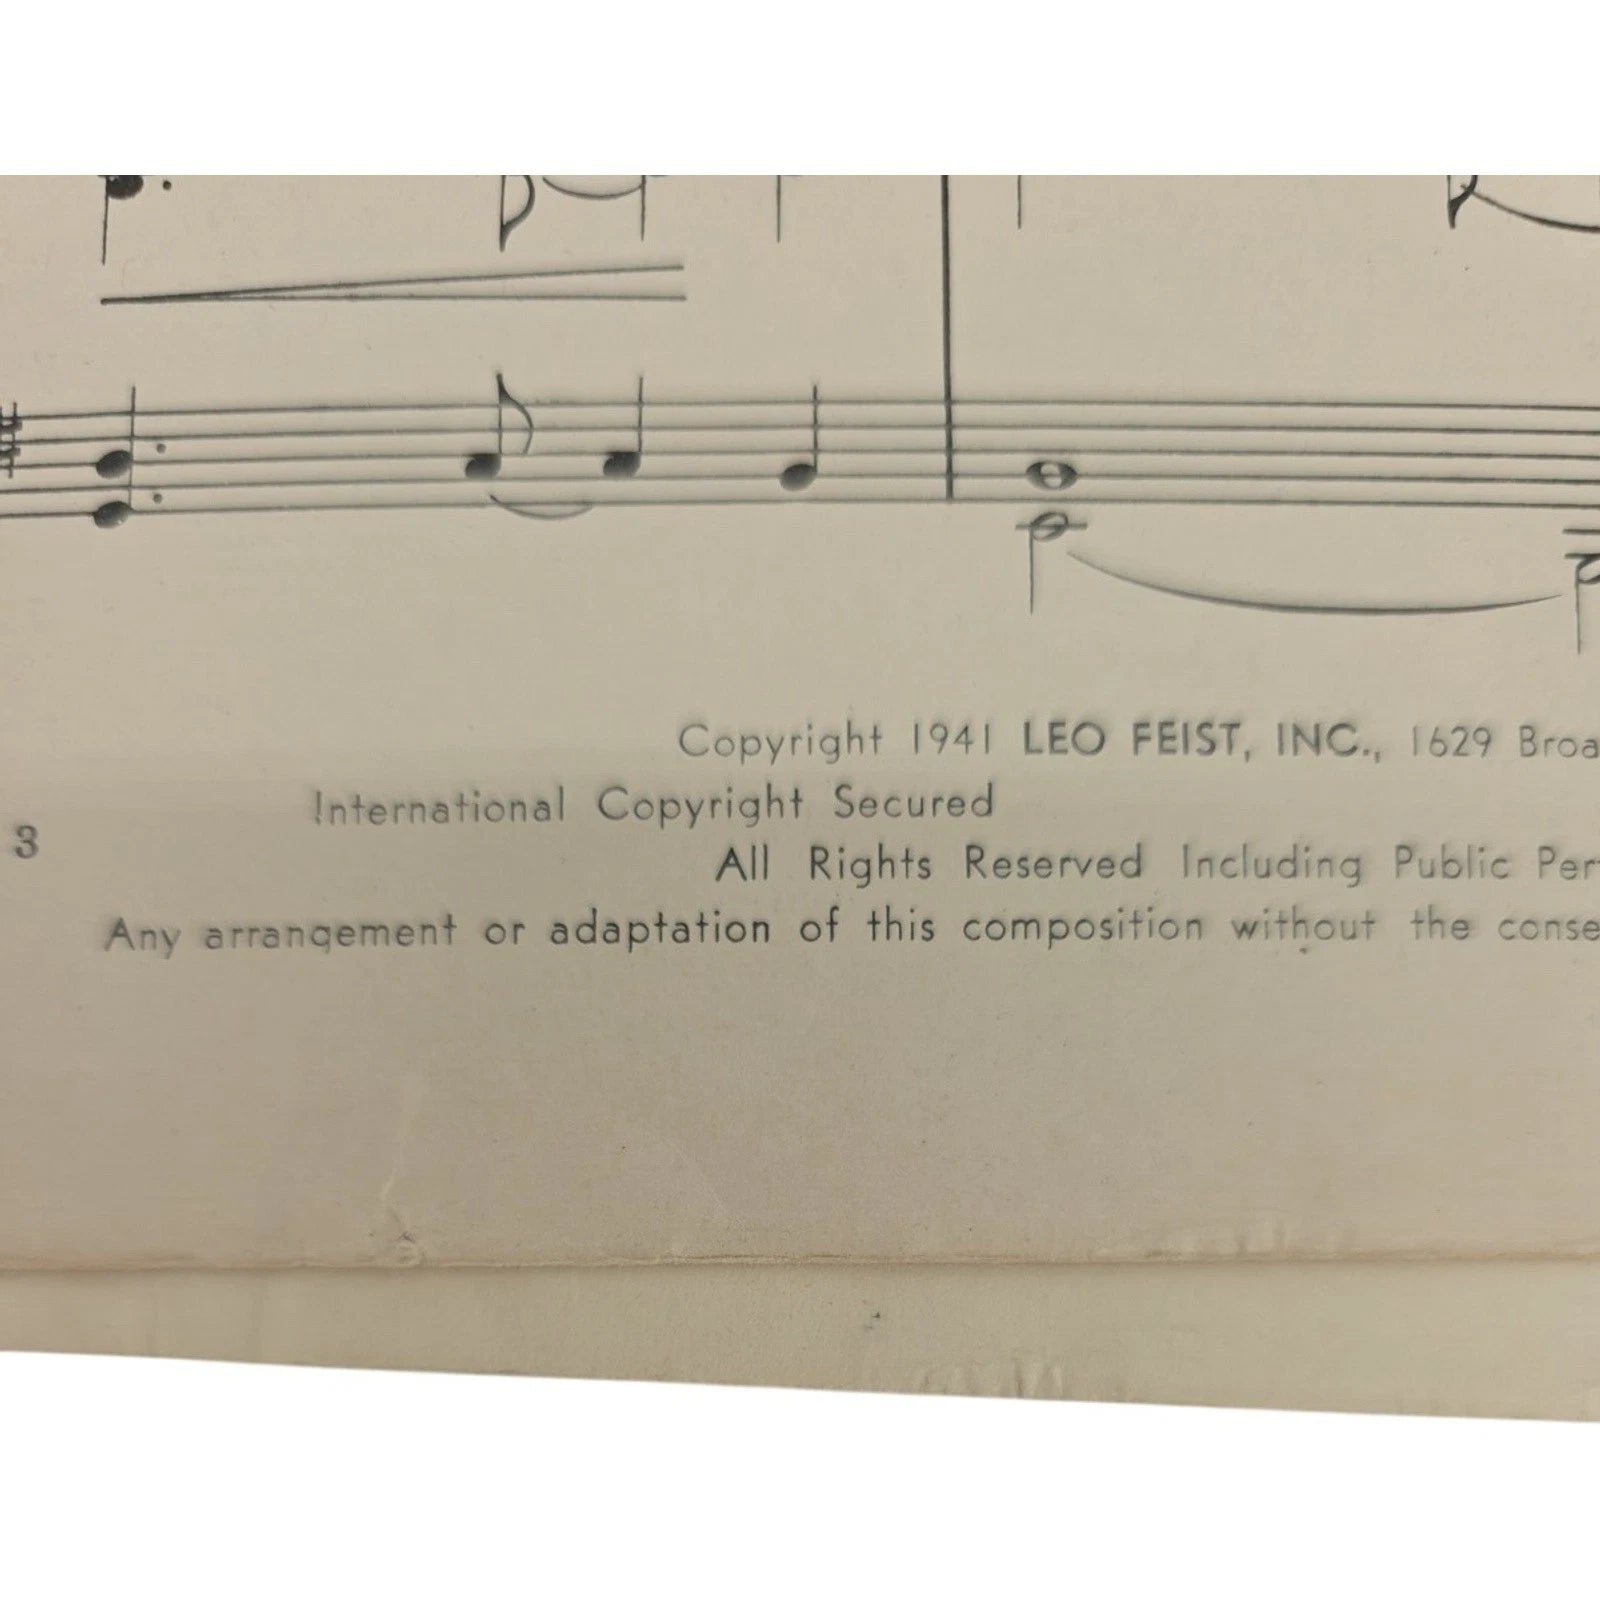 Copyright 1941 LEO FEIST, INC., 1629 Broa
International Copyright Secured
3
All Rights Reserved Including Public Per
Any arrangement or adaptation of this composition without the conse